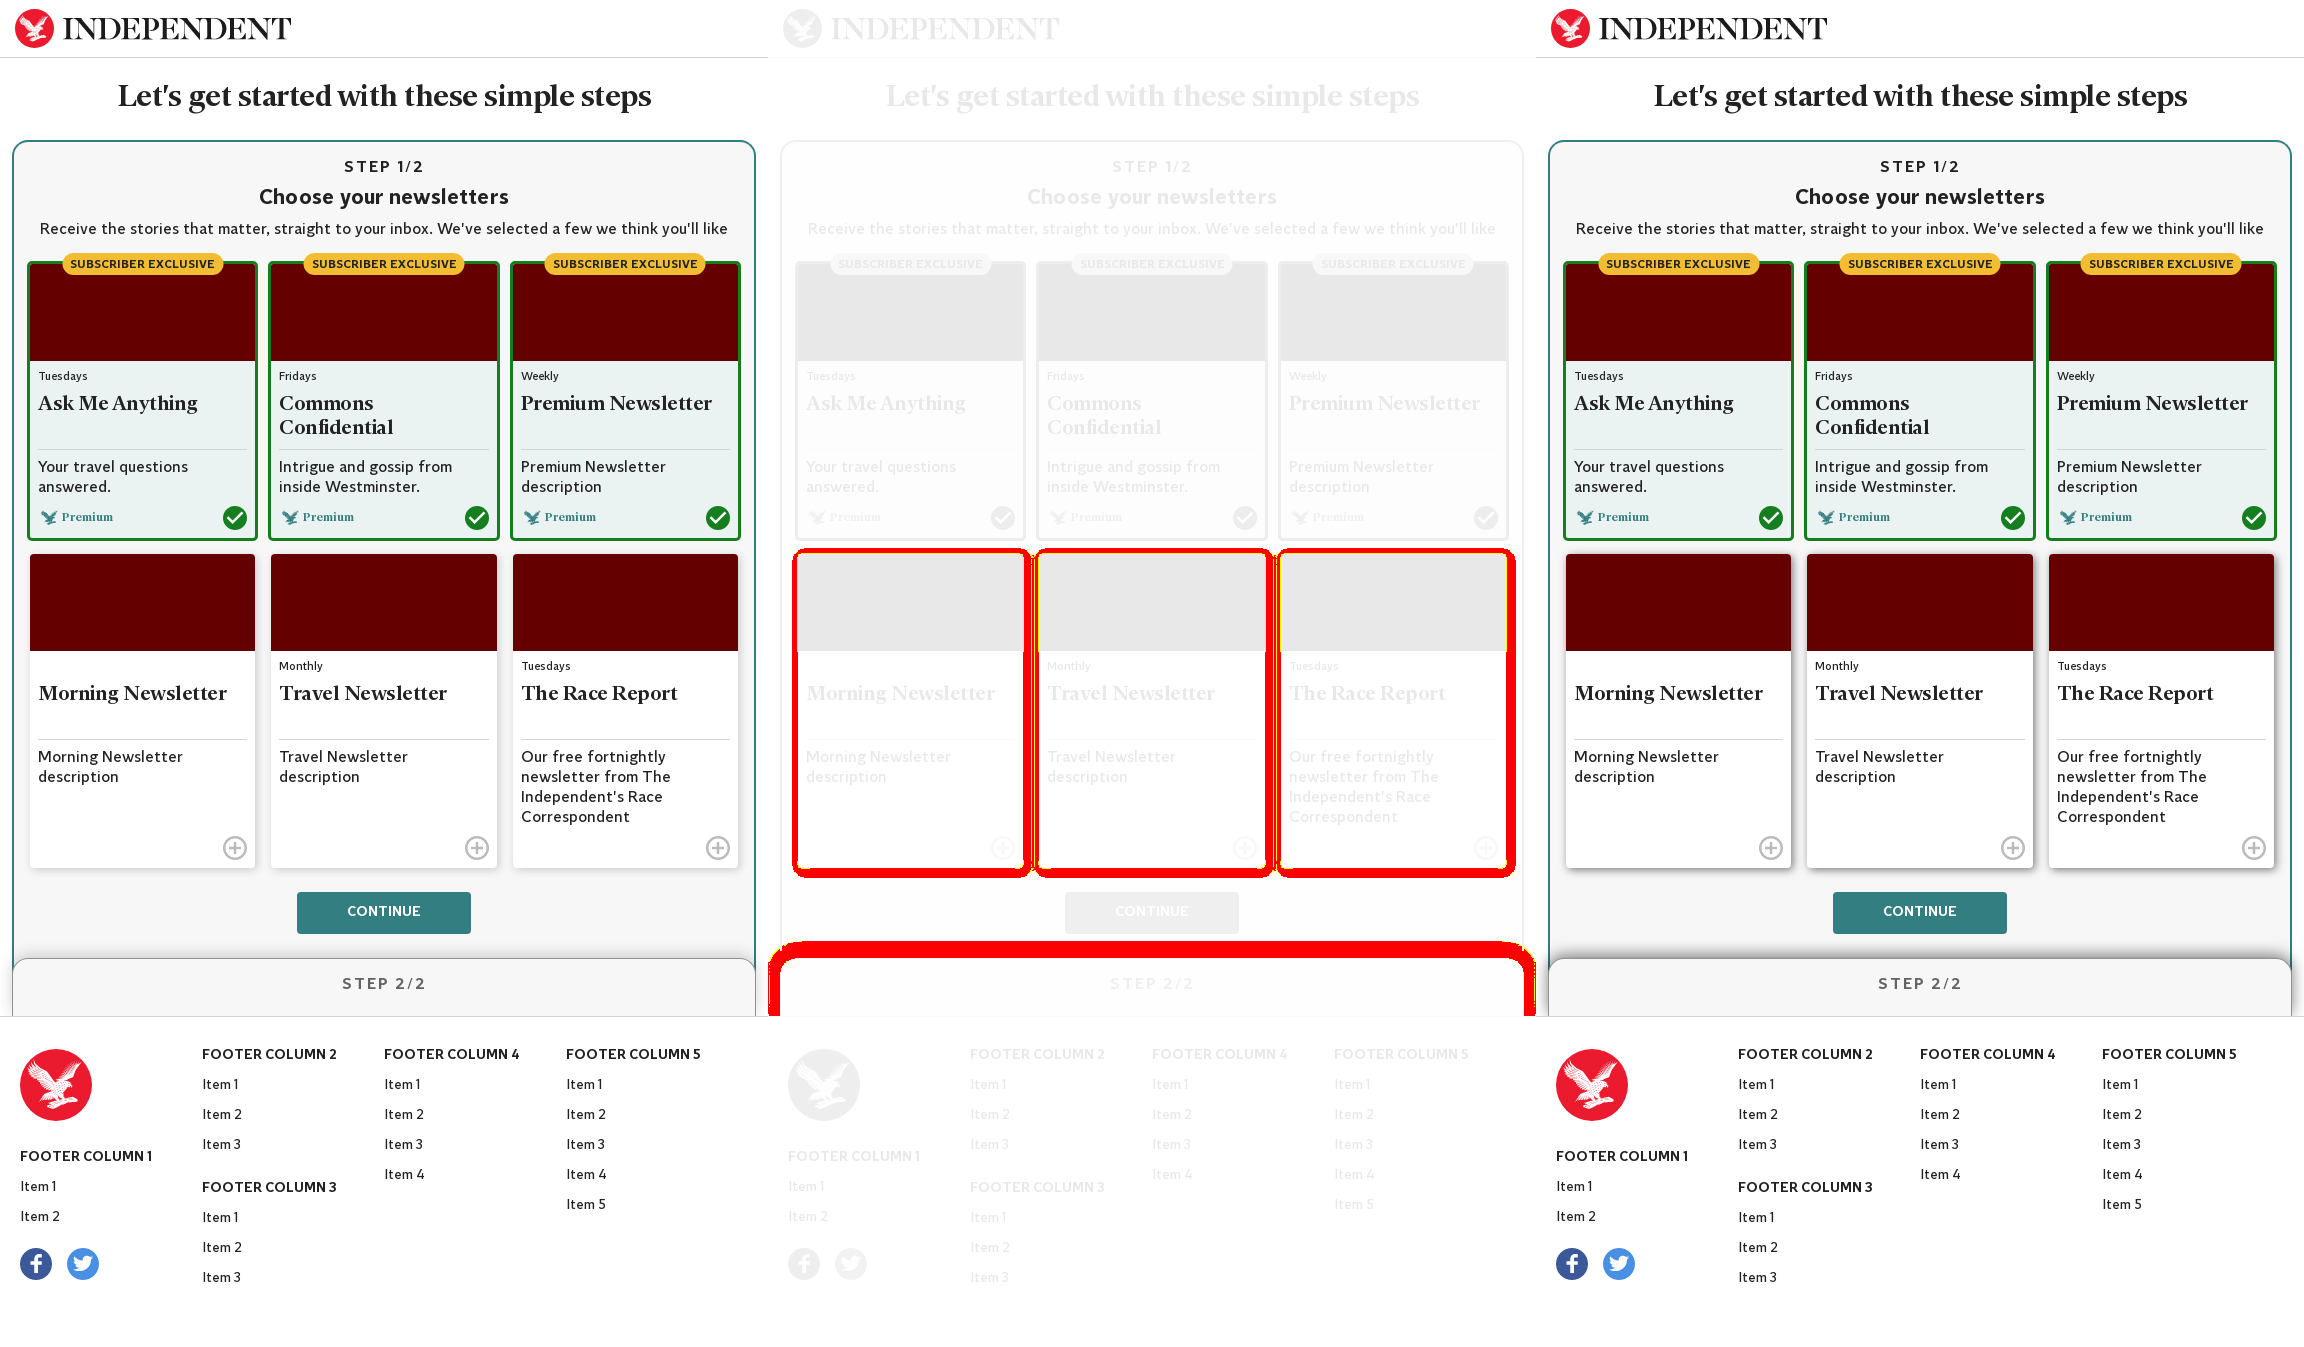 INDEPENDENT
Let's get started with these simple steps
STEP 1/2
Choose your newsletters
Receive the stories that matter, straight to your inbox. We've selected a few we think you'll like
SUBSCRIBER EXCLUSIVE
SUBSCRIBER EXCLUSIVE
SUBSCRIBER EXCLUSIVE
Tuesdays
Ask Me Anything
Your travel questions
answered.
Premium
Fridays
Commons
Confidential
Intrigue and gossip from
inside Westminster.
Premium
Weekly
Premium Newsletter
Premium Newsletter
description
Premium
Morning Newsletter
Morning Newsletter
description
Monthly
Travel Newsletter
Travel Newsletter
description
Tuesdays
The Race Report
Our free fortnightly
newsletter from The
Independent's Race
Correspondent
CONTINUE
STEP 2/2
FOOTER COLUMN 1
Item 1
Item 2
FOOTER COLUMN 2
Item 1
Item 2
Item 3
FOOTER COLUMN 3
Item 1
Item 2
Item 3
FOOTER COLUMN 4
Item 1
Item 2
Item 3
Item 4
FOOTER COLUMN 5
Item 1
Item 2
Item 3
Item 4
Item 5
INDEPENDENT
Let's get started with these simple steps
STEP 1/2
Choose your newsletters
Receive the stories that matter, straight to your inbox. We've selected a few we think you'll like
SUBSCRIBER EXCLUSIVE
SUBSCRIBER EXCLUSIVE
SUBSCRIBER EXCLUSIVE
Tuesdays
Ask Me Anything
Your travel questions
answered.
Premium
Fridays
Commons
Confidential
Intrigue and gossip from
inside Westminster.
Premium
Weekly
Premium Newsletter
Premium Newsletter
description
Premium
Morning Newsletter
Morning Newsletter
description
Monthly
Travel Newsletter
Travel Newsletter
description
Tuesdays
The Race Report
Our free fortnightly
newsletter from The
Independent's Race
Correspondent
CONTINUE
STEP 2/2
FOOTER COLUMN 1
Item 1
Item 2
FOOTER COLUMN 2
Item 1
Item 2
Item 3
FOOTER COLUMN 3
Item 1
Item 2
Item 3
FOOTER COLUMN 4
Item 1
Item 2
Item 3
Item 4
FOOTER COLUMN 5
Item 1
Item 2
Item 3
Item 4
Item 5
INDEPENDENT
Let's get started with these simple steps
STEP 1/2
Choose your newsletters
Receive the stories that matter, straight to your inbox. We've selected a few we think you'll like
SUBSCRIBER EXCLUSIVE
SUBSCRIBER EXCLUSIVE
SUBSCRIBER EXCLUSIVE
Tuesdays
Ask Me Anything
Your travel questions
answered.
Premium
Fridays
Commons
Confidential
Intrigue and gossip from
inside Westminster.
Premium
Weekly
Premium Newsletter
Premium Newsletter
description
Premium
Morning Newsletter
Morning Newsletter
description
Monthly
Travel Newsletter
Travel Newsletter
description
Tuesdays
The Race Report
Our free fortnightly
newsletter from The
Independent's Race
Correspondent
CONTINUE
STEP 2/2
FOOTER COLUMN 1
Item 1
Item 2
FOOTER COLUMN 2
Item 1
Item 2
Item 3
FOOTER COLUMN 3
Item 1
Item 2
Item 3
FOOTER COLUMN 4
Item 1
Item 2
Item 3
Item 4
FOOTER COLUMN 5
Item 1
Item 2
Item 3
Item 4
Item 5